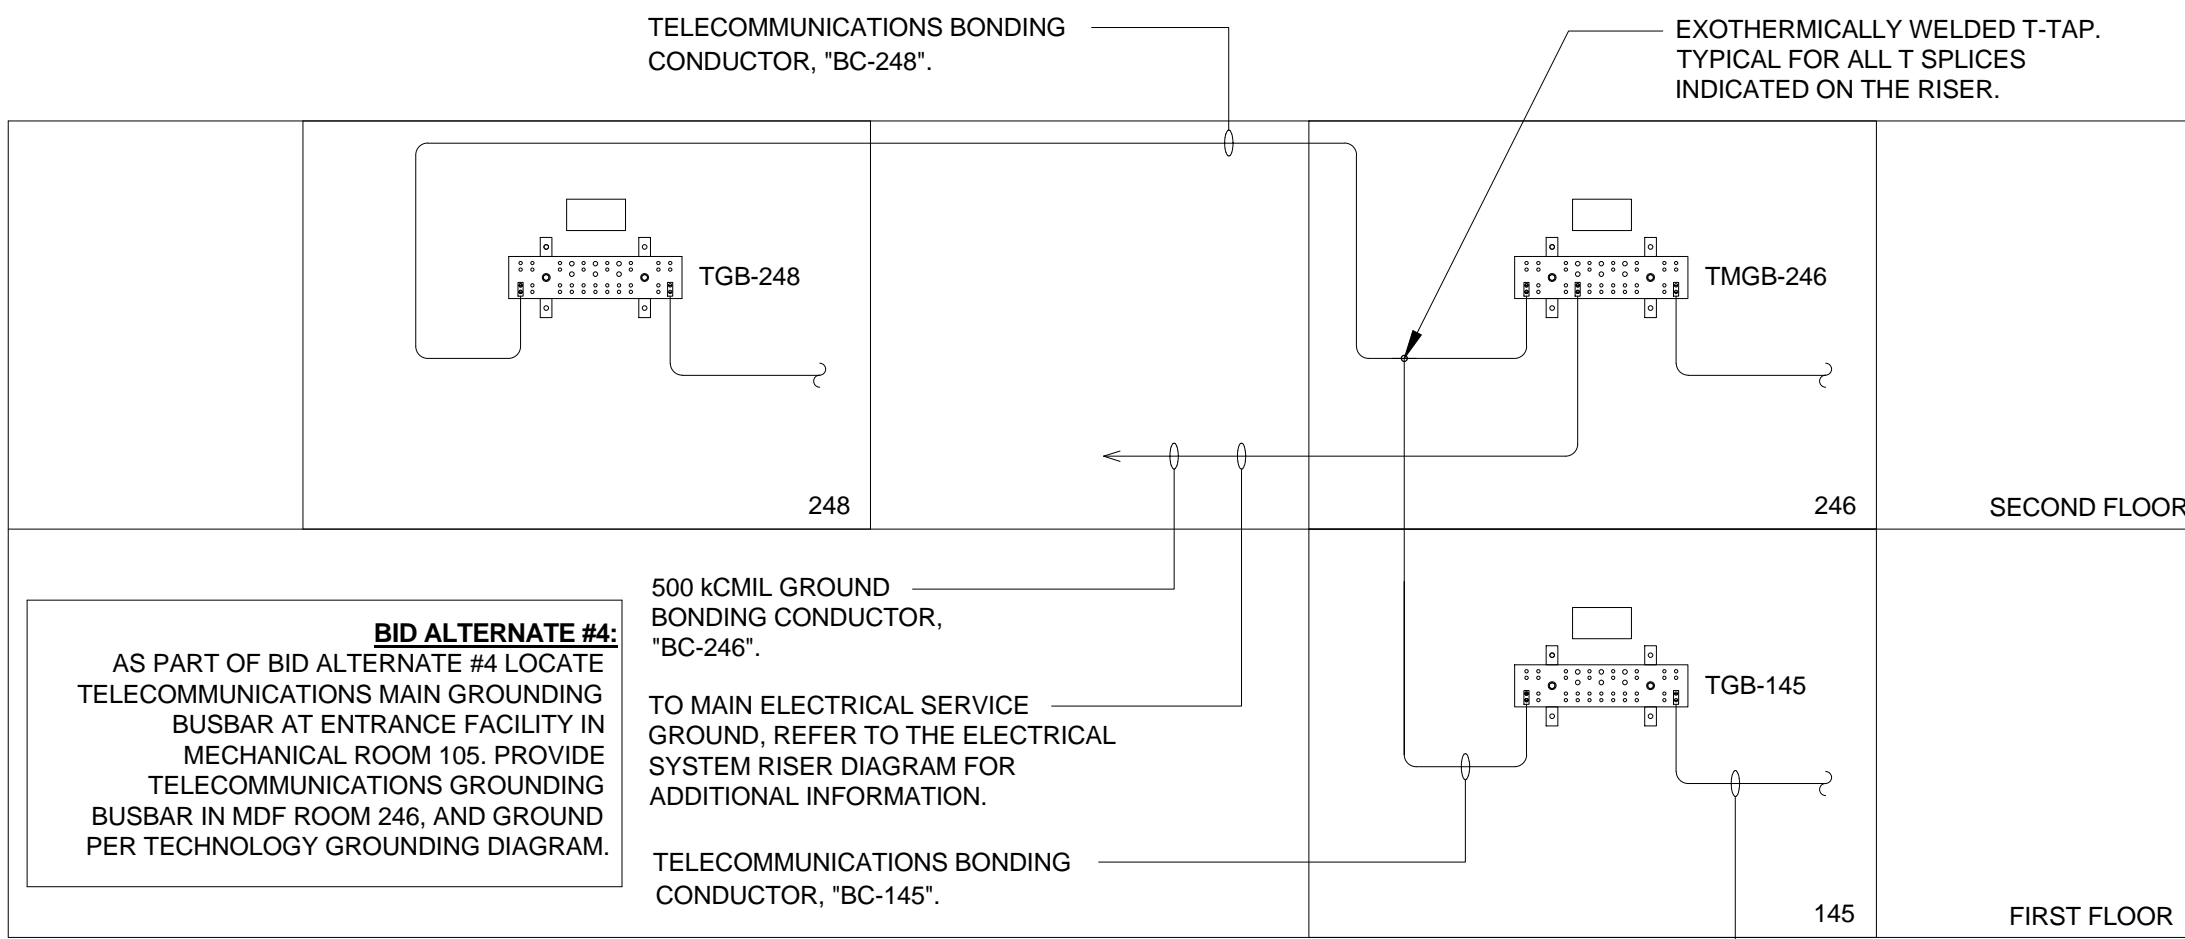 TELECOMMUNICATIONS BONDING
CONDUCTOR, "BC-248".
EXOTHERMICALLY WELDED T-TAP.
TYPICAL FOR ALL T SPLICES
INDICATED ON THE RISER.
TGB-248
TMGB-246
248
246
SECOND FLOOR
BID ALTERNATE #4:
AS PART OF BID ALTERNATE #4 LOCATE
TELECOMMUNICATIONS MAIN GROUNDING
BUSBAR AT ENTRANCE FACILITY IN
MECHANICAL ROOM 105. PROVIDE
TELECOMMUNICATIONS GROUNDING
BUSBAR IN MDF ROOM 246, AND GROUND
PER TECHNOLOGY GROUNDING DIAGRAM.
500 kCMIL GROUND
BONDING CONDUCTOR,
"BC-246".
TO MAIN ELECTRICAL SERVICE
GROUND, REFER TO THE ELECTRICAL
SYSTEM RISER DIAGRAM FOR
ADDITIONAL INFORMATION.
TELECOMMUNICATIONS BONDING
CONDUCTOR, "BC-145".
TGB-145
145
FIRST FLOOR